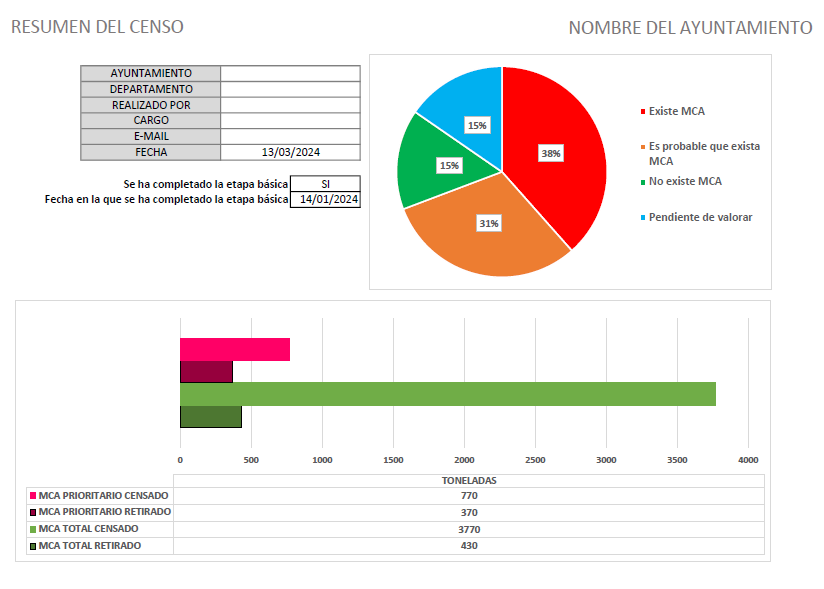 RESUMEN DEL CENSO
NOMBRE DEL AYUNTAMIENTO
AYUNTAMIENTO
DEPARTAMENTO
REALIZADO POR
CARGO
E-MAIL
FECHA 13/03/2024
Se ha completado la etapa básica SI
Fecha en la que se ha completado la etapa básica 14/01/2024
15%
38%
15%
31%
Existe MCA
Es probable que exista
MCA
No existe MCA
Pendiente de valorar
0 500 1000 1500 2000 2500 3000 3500 4000
TONELADAS
MCA PRIORITARIO CENSADO 770
MCA PRIORITARIO RETIRADO 370
MCA TOTAL CENSADO 3770
MCA TOTAL RETIRADO 430